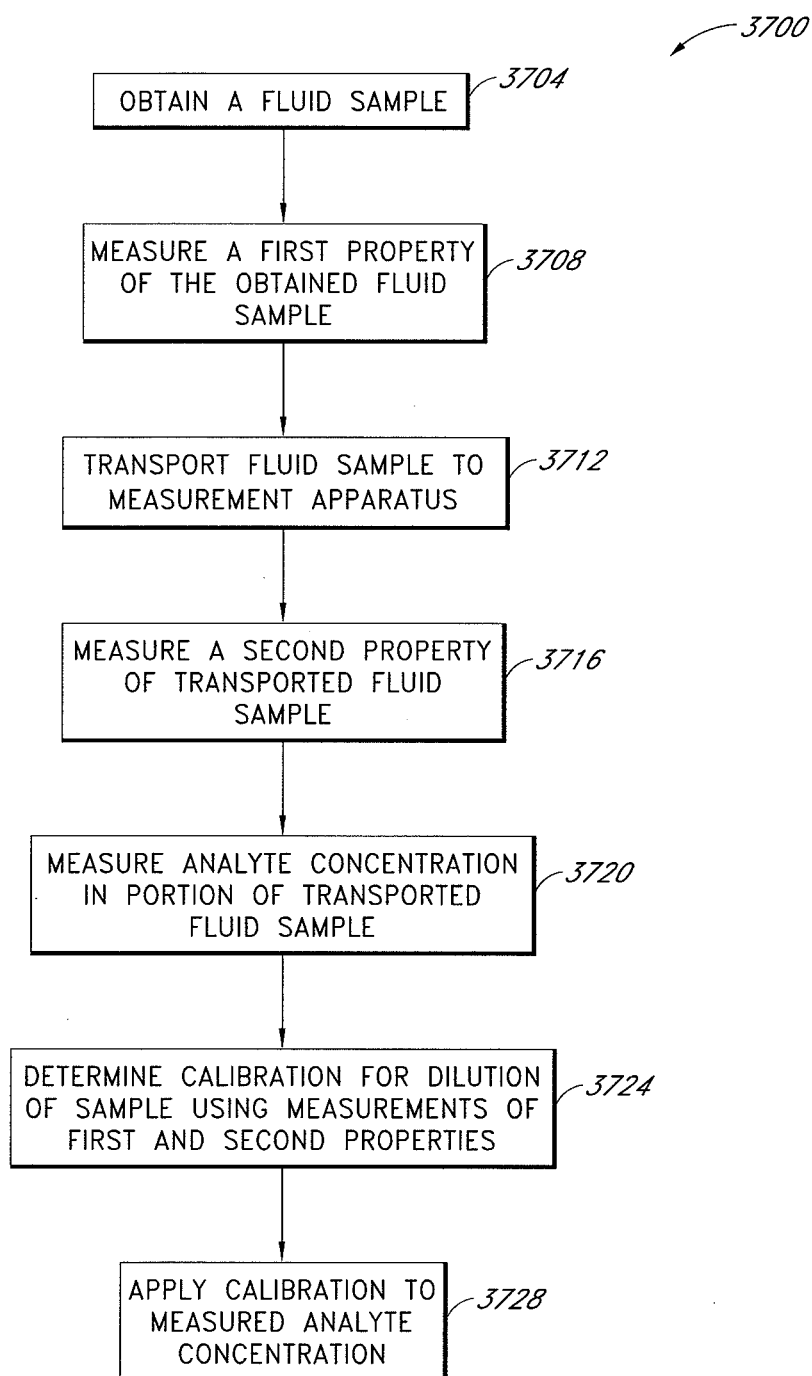 3700
OBTAIN A FLUID SAMPLE
3704
MEASURE A FIRST PROPERTY
OF THE OBTAINED FLUID
SAMPLE
3708
TRANSPORT FLUID SAMPLE TO
MEASUREMENT APPARATUS
3712
MEASURE A SECOND PROPERTY
OF TRANSPORTED FLUID
SAMPLE
3716
MEASURE ANALYTE CONCENTRATION
IN PORTION OF TRANSPORTED
FLUID SAMPLE
3720
DETERMINE CALIBRATION FOR DILUTION
OF SAMPLE USING MEASUREMENTS OF
FIRST AND SECOND PROPERTIES
3724
APPLY CALIBRATION TO
MEASURED ANALYTE
CONCENTRATION
3728